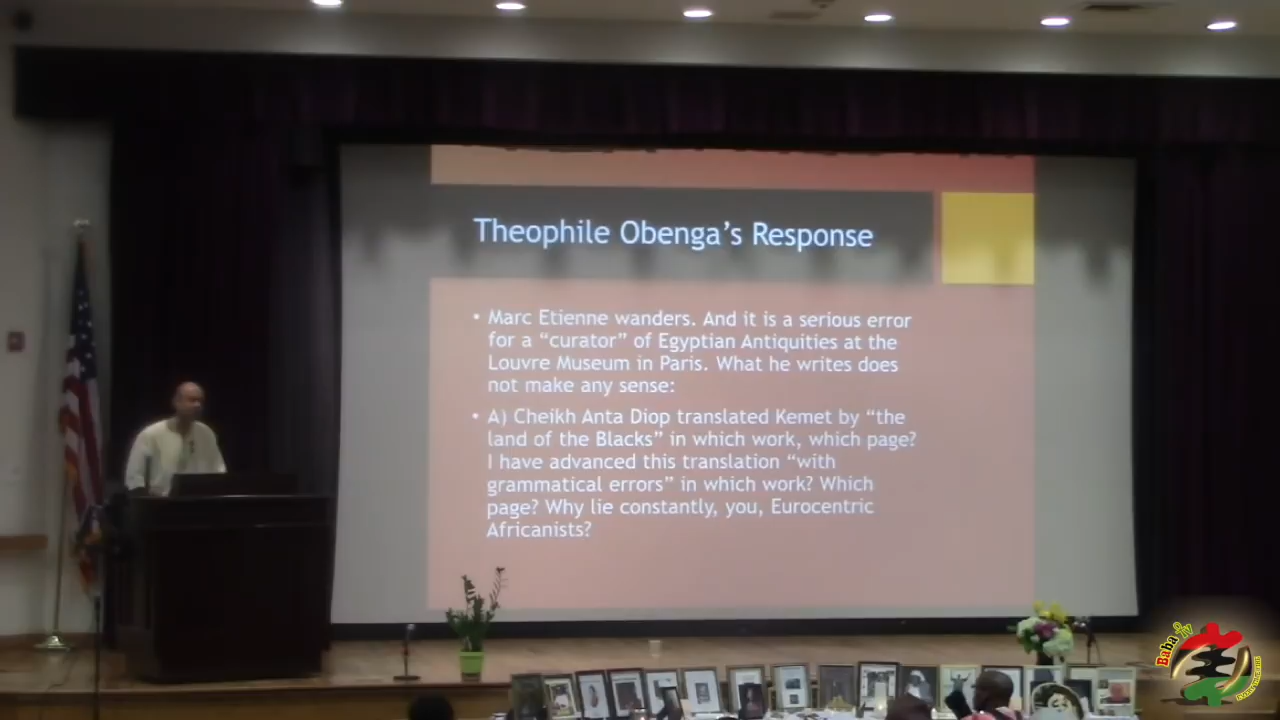 Theophile Obenga's Response
• Marc Etienne wanders. And it is a serious error
for a "curator" of Egyptian Antiquities at the
Louvre Museum in Paris. What he writes does
not make any sense:
• A) Cheikh Anta Diop translated Kemet by "the
land of the Blacks" in which work, which page?
I have advanced this translation "with
grammatical errors" in which work? Which
page? Why lie constantly, you, Eurocentric
Africanists?
Baba
TV